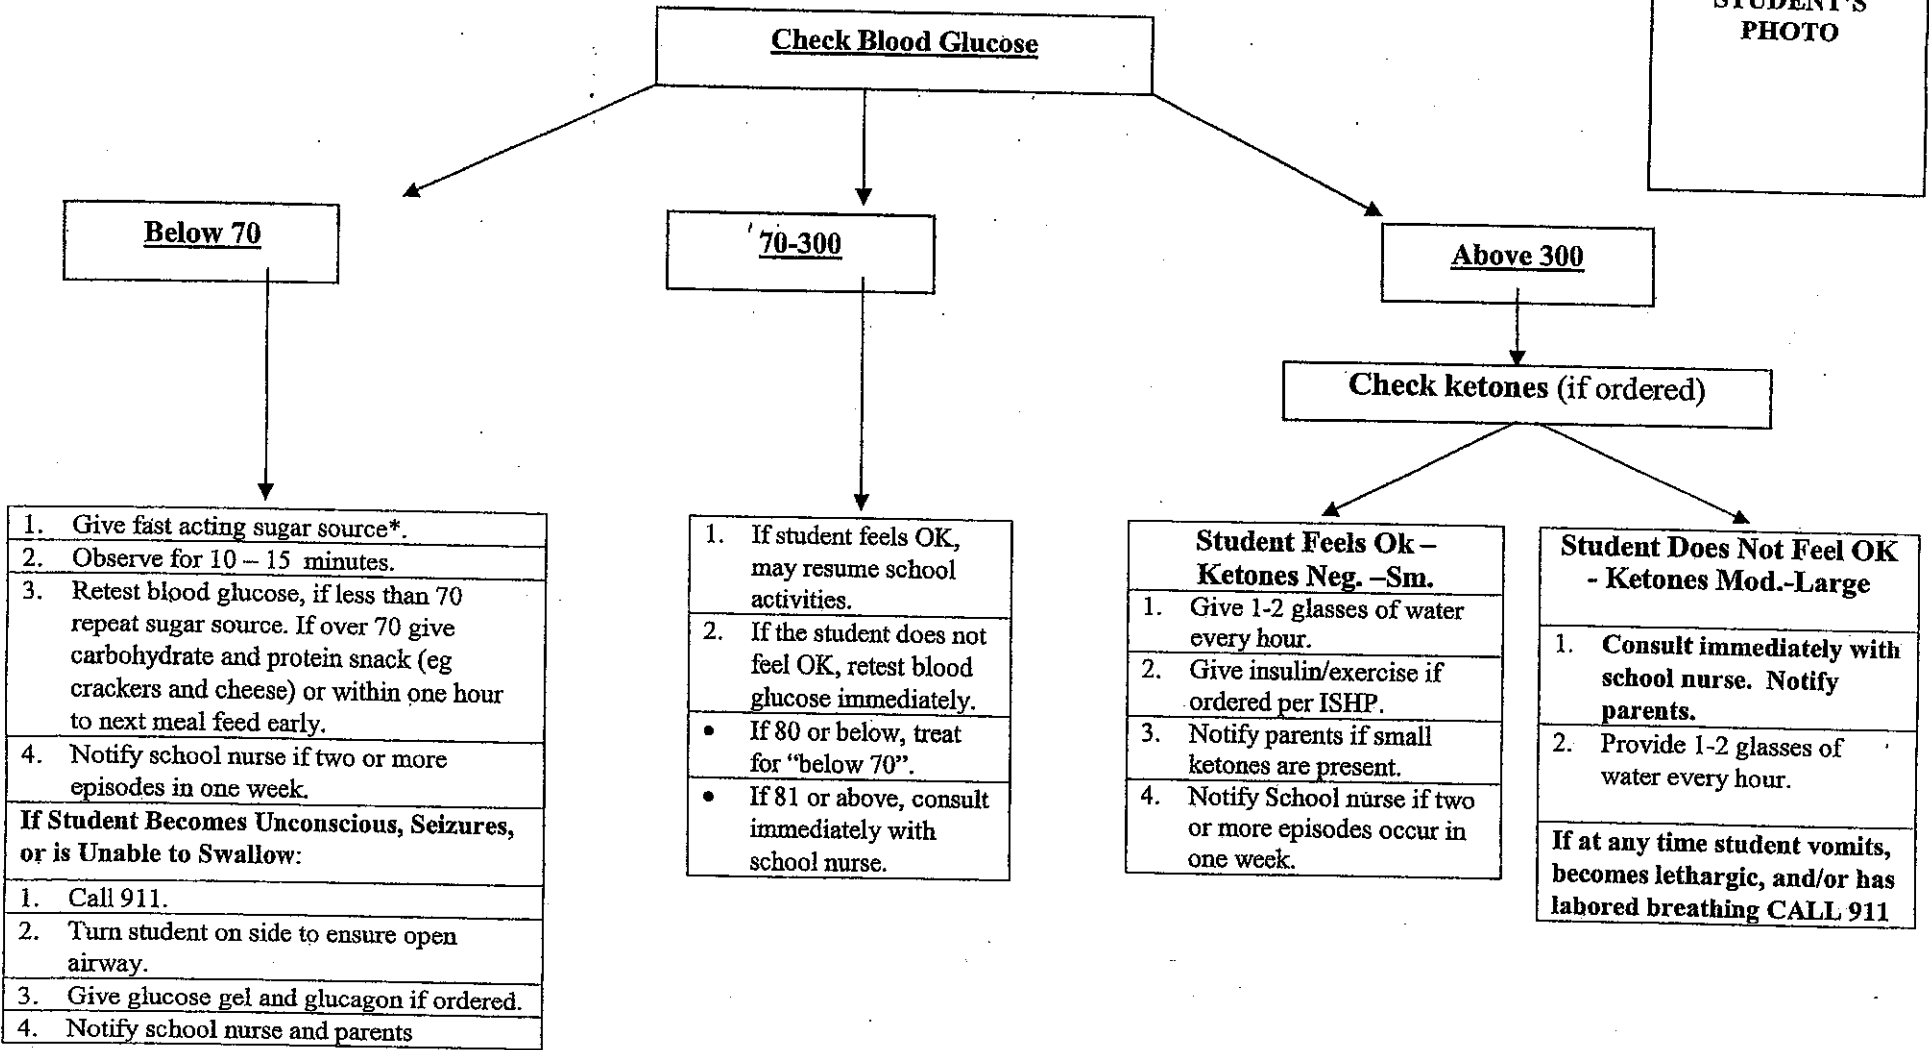 STUDENT'S
PHOTO
Check Blood Glucose
Below 70
70-300
Above 300
Check ketones (if ordered)
1. Give fast acting sugar source*.
2. Observe for 10 – 15 minutes.
3. Retest blood glucose, if less than 70
repeat sugar source. If over 70 give
carbohydrate and protein snack (eg
crackers and cheese) or within one hour
to next meal feed early.
4. Notify school nurse if two or more
episodes in one week.
If Student Becomes Unconscious, Seizures,
or is Unable to Swallow:
1. Call 911.
2. Turn student on side to ensure open
airway.
3. Give glucose gel and glucagon if ordered.
4. Notify school nurse and parents
1. If student feels OK,
may resume school
activities.
2. If the student does not
feel OK, retest blood
glucose immediately.
• If 80 or below, treat
for “below 70”.
• If 81 or above, consult
immediately with
school nurse.
Student Feels Ok –
Ketones Neg. –Sm.
1. Give 1-2 glasses of water
every hour.
2. Give insulin/exercise if
ordered per ISHP.
3. Notify parents if small
ketones are present.
4. Notify School nurse if two
or more episodes occur in
one week.
Student Does Not Feel OK
- Ketones Mod.-Large
1. Consult immediately with
school nurse. Notify
parents.
2. Provide 1-2 glasses of
water every hour.
If at any time student vomits,
becomes lethargic, and/or has
labored breathing CALL 911